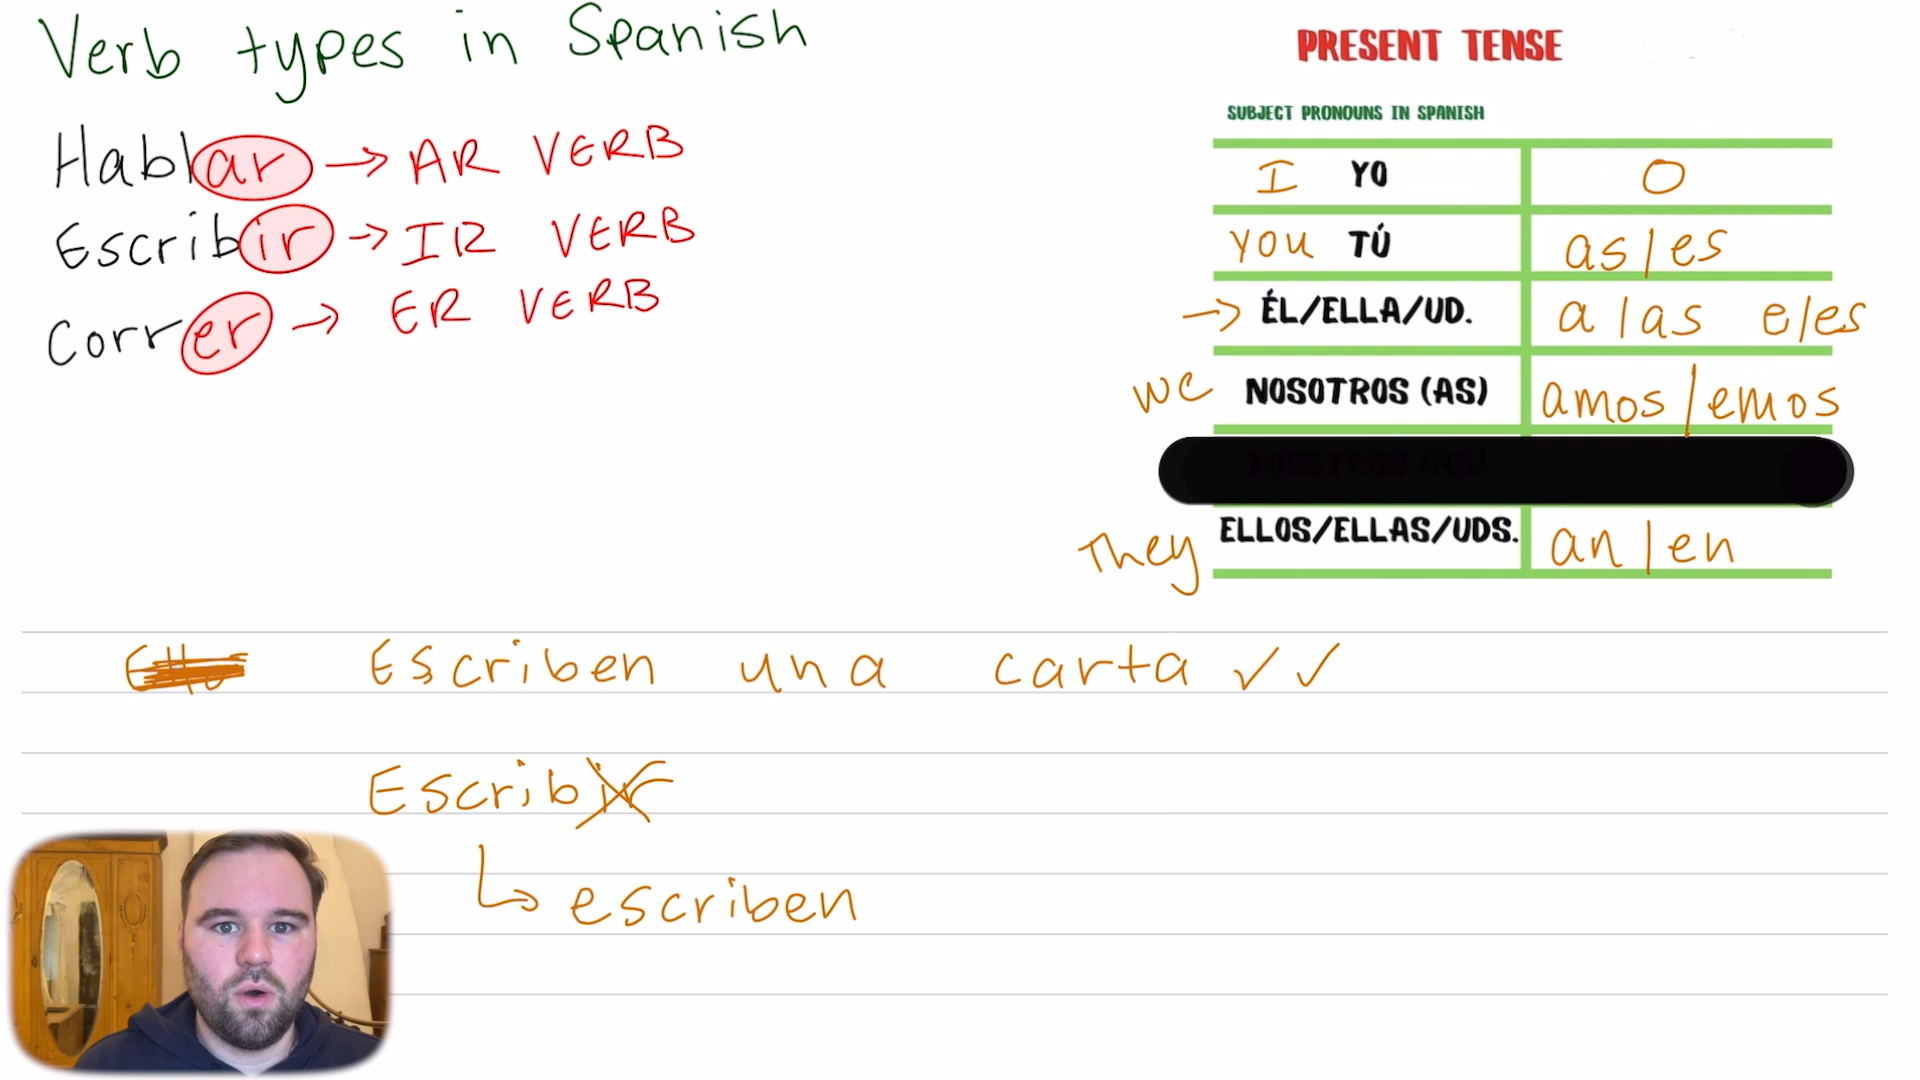 Verb types in Spanish
Hablar → AR VERB
Escribir → IR VERB
Correr → ER VERB
PRESENT TENSE
SUBJECT PRONOUNS IN SPANISH
I YO O
YOU TÚ as/es
→ ÉL/ELLA/UD. a/as e/es
we NOSOTROS (AS) amos/emos
They ELLOS/ELLAS/UDS. an/en
Escriben una carta ✓✓
Escribir
↳ escriben